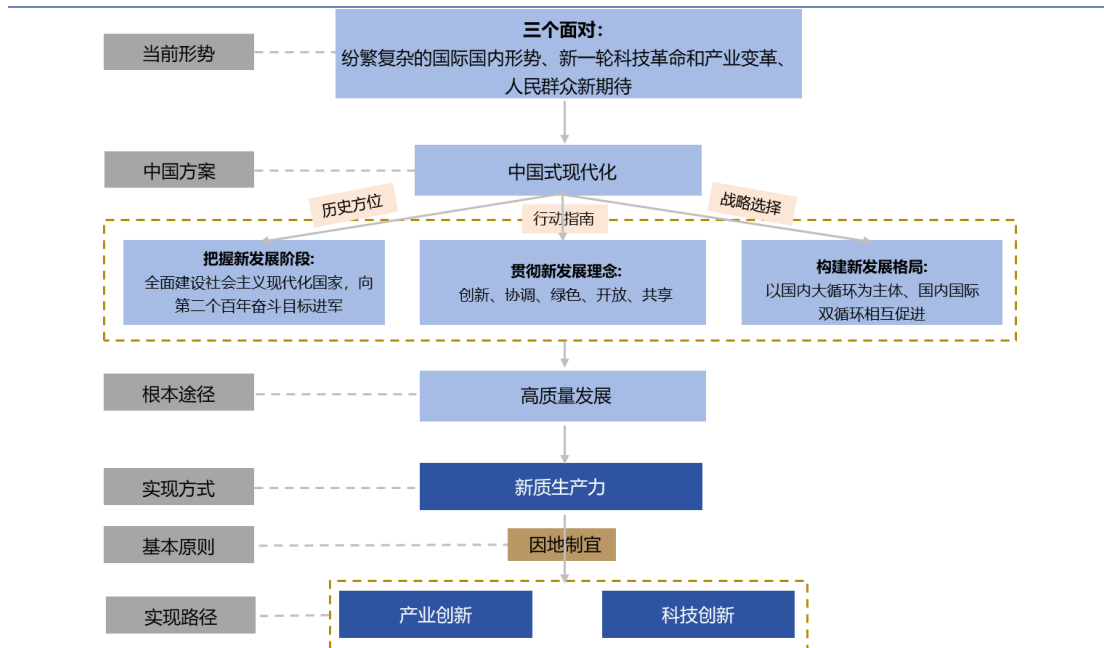 三个面对：
当前形势
纷繁复杂的国际国内形势、新一轮科技革命和产业变革、
人民群众新期待
中国方案
中国式现代化
历史方位
行动指南
战略选择
把握新发展阶段:
全面建设社会主义现代化国家，向
第二个百年奋斗目标进军
贯彻新发展理念:
创新、协调、绿色、开放、共享
构建新发展格局:
以国内大循环为主体、国内国际
双循环相互促进
根本途径
高质量发展
实现方式
新质生产力
基本原则
因地制宜
实现路径
产业创新
科技创新